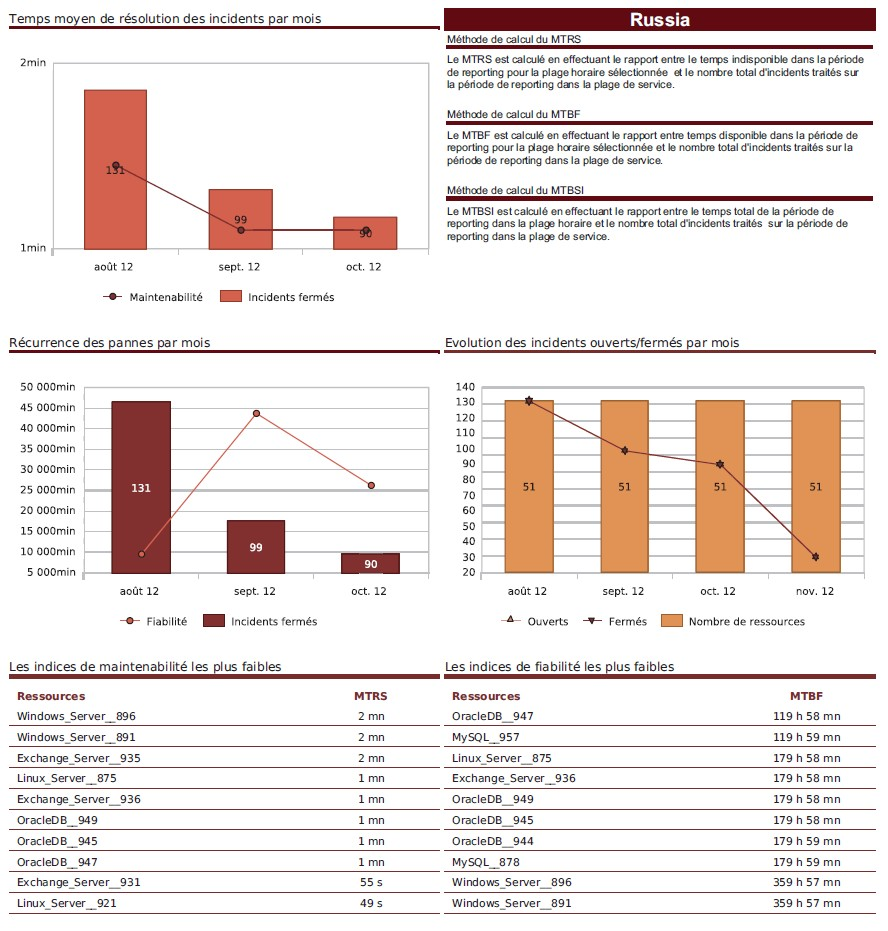 Temps moyen de résolution des incidents par mois
2min
1min
131
99
90
août 12
sept. 12
oct. 12
Maintenabilité
Incidents fermés
Russia
Méthode de calcul du MTRS
Le MTRS est calculé en effectuant le rapport entre le temps indisponible dans la période
de reporting pour la plage horaire sélectionnée et le nombre total d'incidents traités sur
la période de reporting dans la plage de service.
Méthode de calcul du MTBF
Le MTBF est calculé en effectuant le rapport entre temps disponible dans la période de
reporting pour la plage horaire sélectionnée et le nombre total d'incidents traités sur la
période de reporting dans la plage de service.
Méthode de calcul du MTBSI
Le MTBSI est calculé en effectuant le rapport entre le temps total de la période de
reporting dans la plage horaire et le nombre total d'incidents traités sur la période de
reporting dans la plage de service.
Récurrence des pannes par mois
50 000min
45 000min
40 000min
35 000min
30 000min
25 000min
20 000min
15 000min
10 000min
5 000min
131
99
90
août 12
sept. 12
oct. 12
Fiabilité
Incidents fermés
Evolution des incidents ouverts/fermés par mois
140
130
120
110
100
90
80
70
60
50
40
30
20
51
51
51
51
août 12
sept. 12
oct. 12
nov. 12
Ouverts
Fermés
Nombre de ressources
Les indices de maintenabilité les plus faibles
Ressources MTRS
Windows_Server__896 2 mn
Windows_Server__891 2 mn
Exchange_Server__935 2 mn
Linux_Server__875 1 mn
Exchange_Server__936 1 mn
OracleDB__949 1 mn
OracleDB__945 1 mn
OracleDB__947 1 mn
Exchange_Server__931 55 s
Linux_Server__921 49 s
Les indices de fiabilité les plus faibles
Ressources MTBF
OracleDB__947 119 h 58 mn
MySQL__957 119 h 59 mn
Linux_Server__875 179 h 58 mn
Exchange_Server__936 179 h 58 mn
OracleDB__949 179 h 58 mn
OracleDB__945 179 h 58 mn
OracleDB__944 179 h 59 mn
MySQL__878 179 h 59 mn
Windows_Server__896 359 h 57 mn
Windows_Server__891 359 h 57 mn